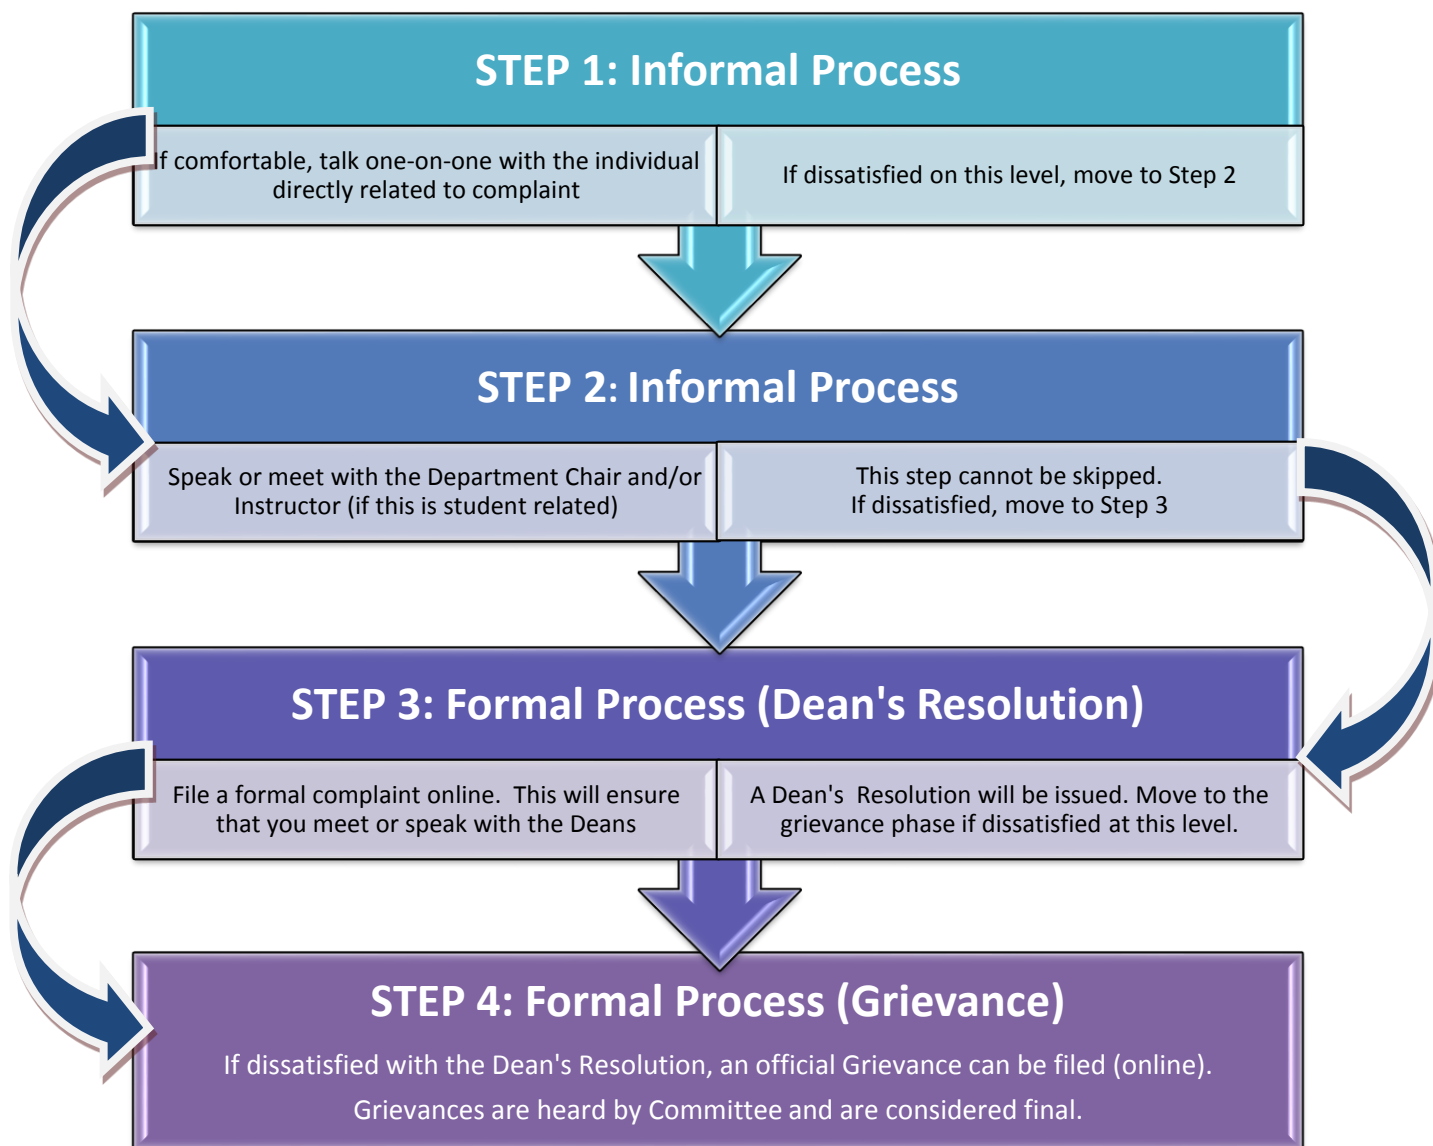 STEP 1: Informal Process
If comfortable, talk one-on-one with the individual
directly related to complaint
If dissatisfied on this level, move to Step 2
STEP 2: Informal Process
Speak or meet with the Department Chair and/or
Instructor (if this is student related)
This step cannot be skipped.
If dissatisfied, move to Step 3
STEP 3: Formal Process (Dean's Resolution)
File a formal complaint online.  This will ensure
that you meet or speak with the Deans
A Dean's  Resolution will be issued. Move to the
grievance phase if dissatisfied at this level.
STEP 4: Formal Process (Grievance)
If dissatisfied with the Dean's Resolution, an official Grievance can be filed (online).
Grievances are heard by Committee and are considered final.